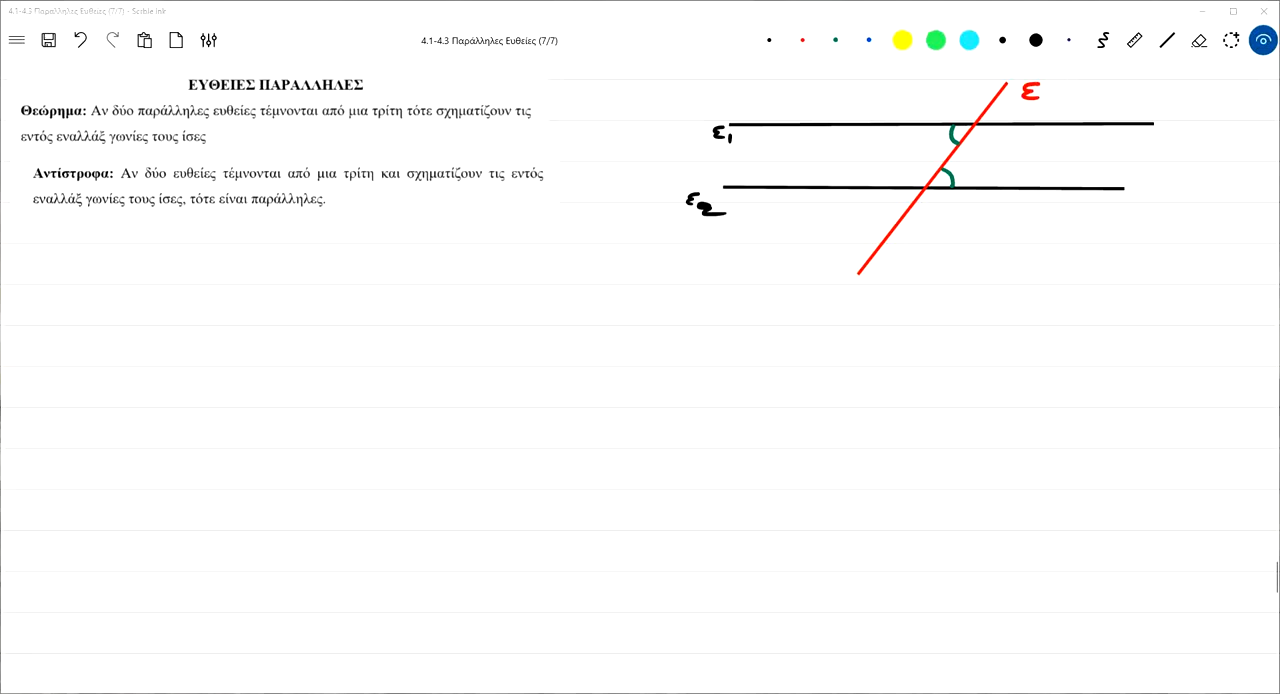 4.1-4.3 Παράλληλες Ευθείες (7/7) - Scrble Ink
4.1-4.3 Παράλληλες Ευθείες (7/7)
ΕΥΘΕΙΕΣ ΠΑΡΑΛΛΗΛΕΣ
Θεώρημα: Αν δύο παράλληλες ευθείες τέμνονται από μια τρίτη τότε σχηματίζουν τις
εντός εναλλάξ γωνίες τους ίσες
Αντίστροφα: Αν δύο ευθείες τέμνονται από μια τρίτη και σχηματίζουν τις εντός
εναλλάξ γωνίες τους ίσες, τότε είναι παράλληλες.
ε
ε1
ε2